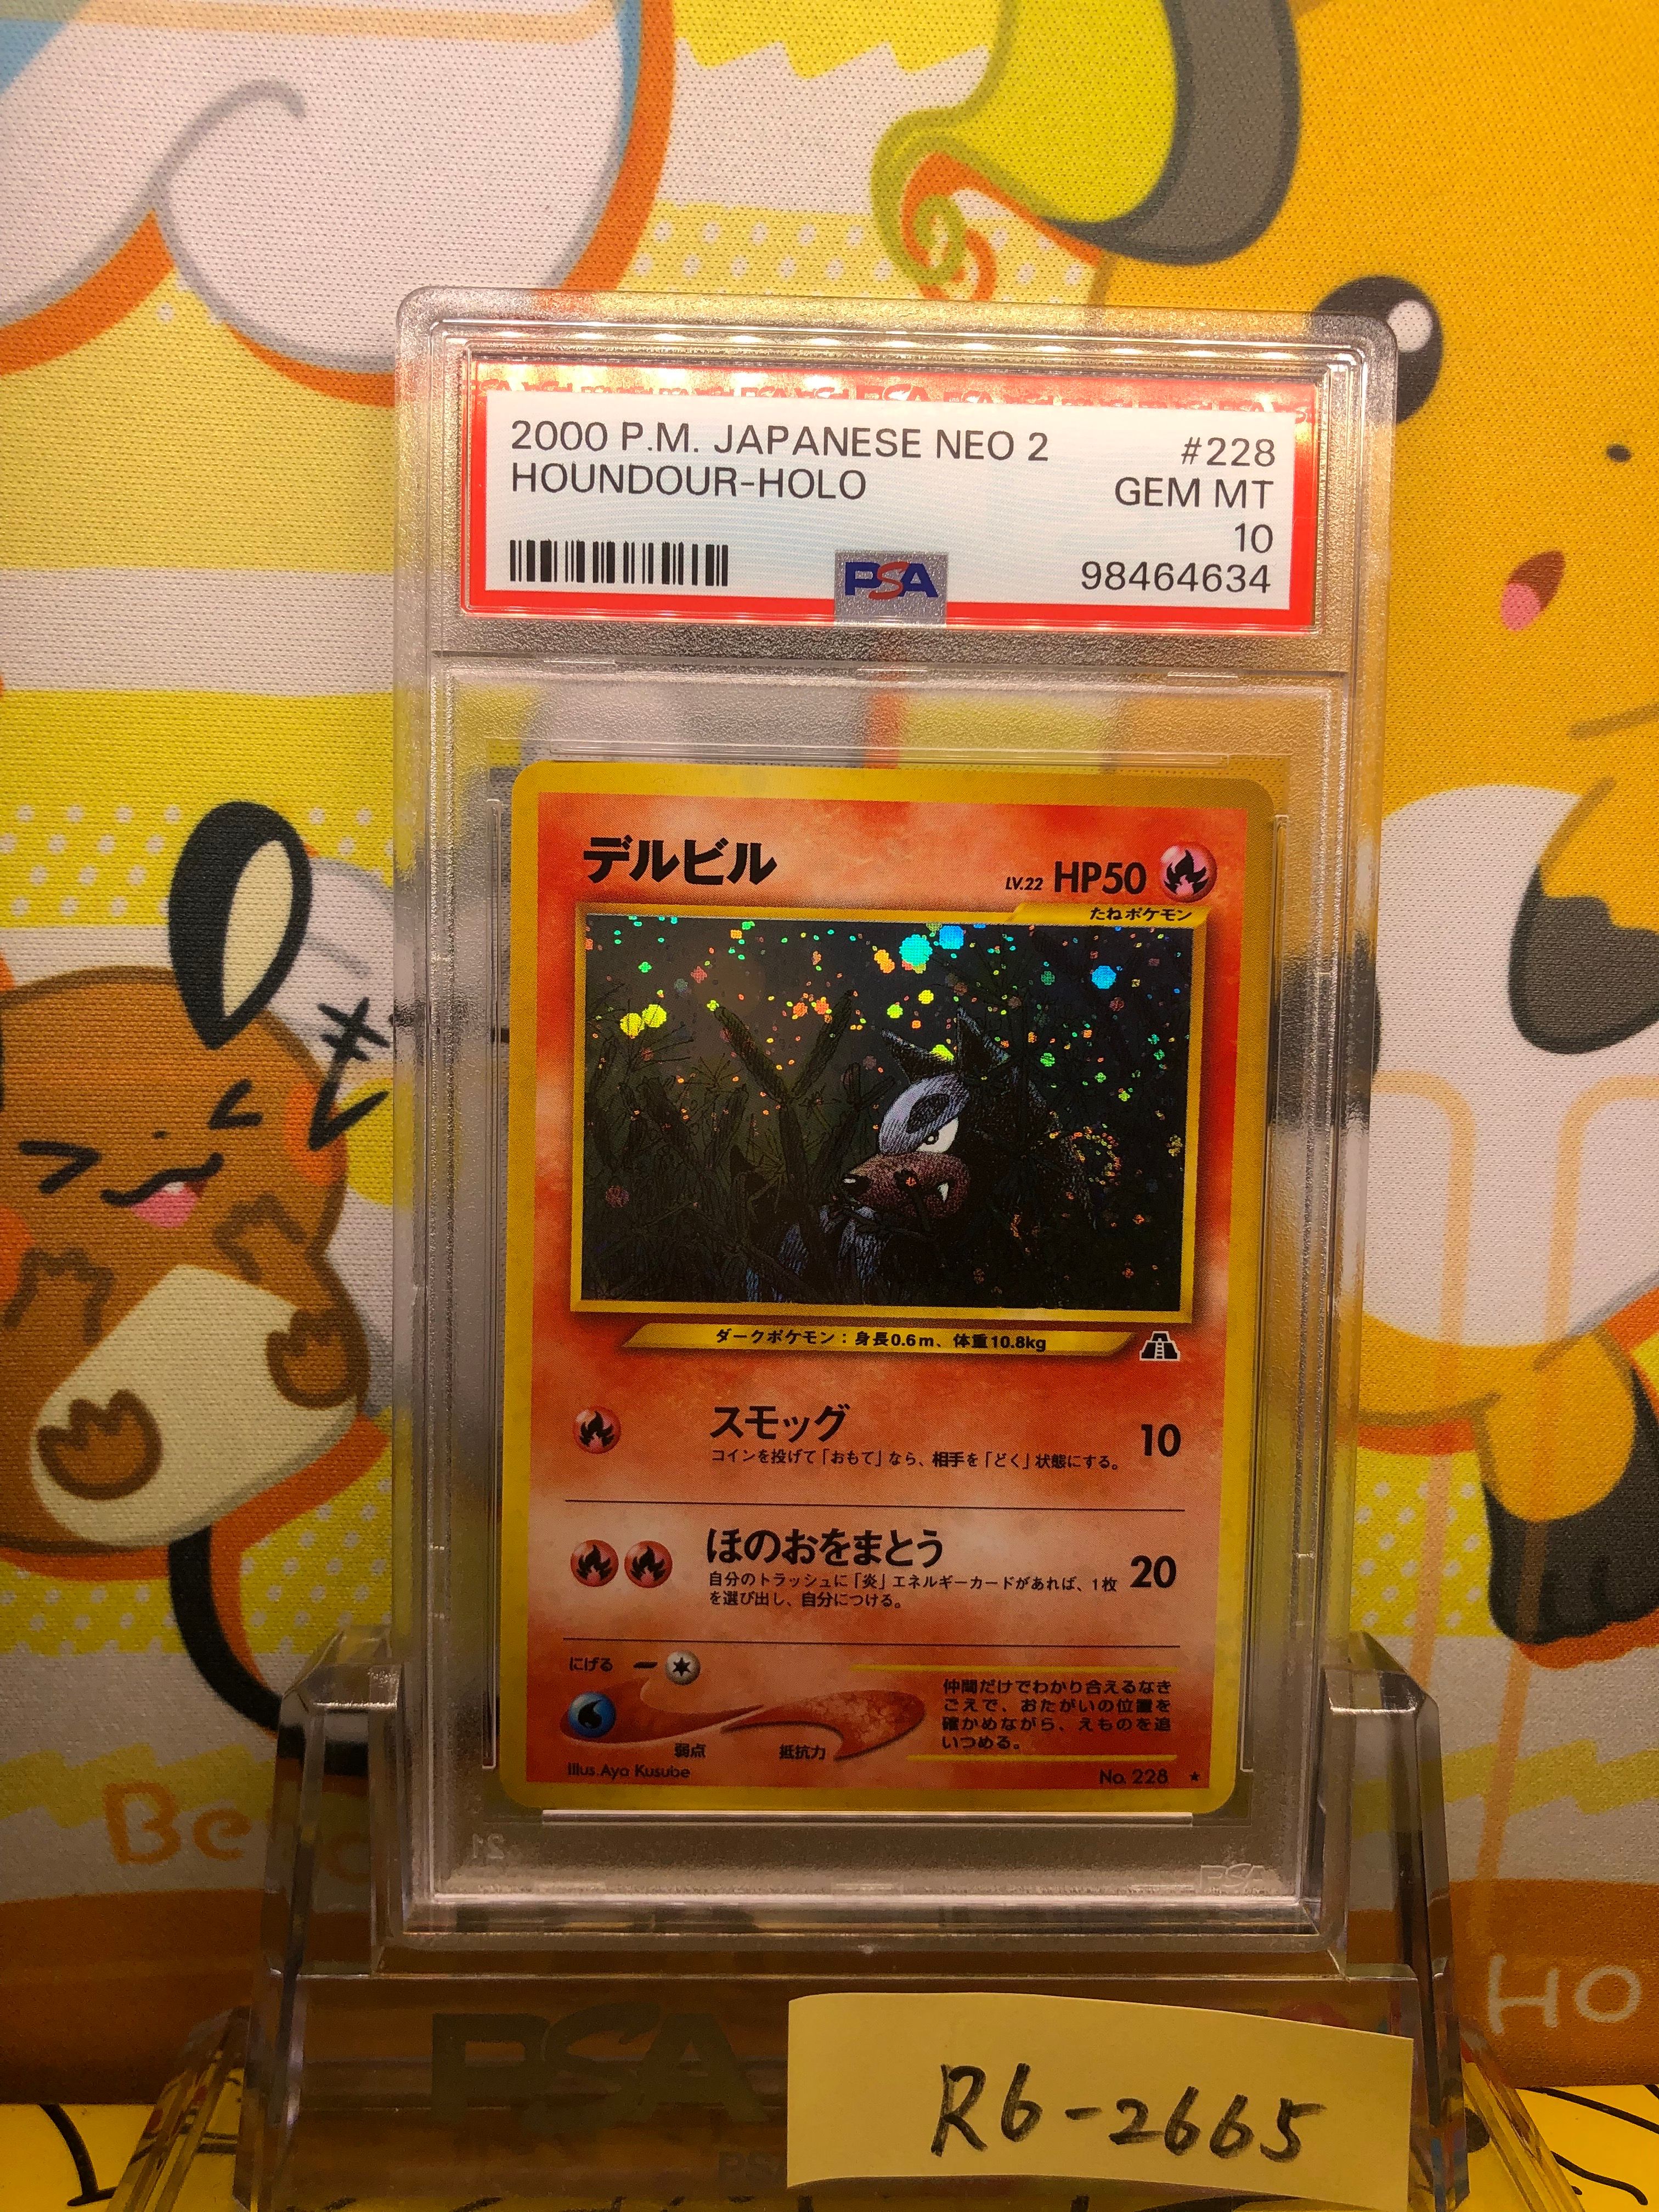 2000 P.M. JAPANESE NEO 2 #228
HOUNDOUR-HOLO GEM MT
10
PSA 98464634
デルビル LV.22 HP50
たねポケモン
ダークポケモン：身長0.6m、体重10.8kg
スモッグ 10
コインを投げて「おもて」なら、相手を「どく」状態にする。
ほのおをまとう 20
自分のトラッシュに「炎」エネルギーカードがあれば、1枚
を選び出し、自分につける。
にげる
仲間だけでわかり合えるなき
ごえで、おたがいの位置を
確かめながら、えものを追
いつめる。
弱点 抵抗力
Illus.Aya Kusube No. 228 ★
PSA
PSA
R6-2665
HO